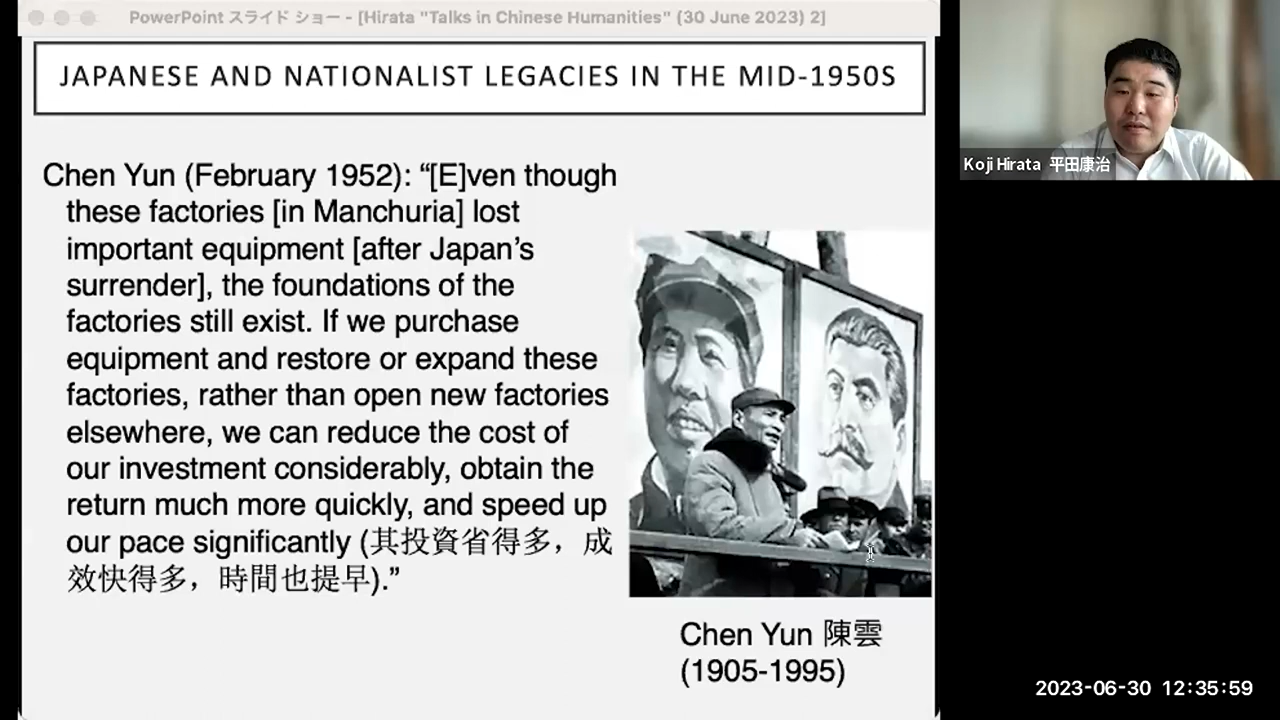 PowerPoint スライド ショー - [Hirata "Talks in Chinese Humanities" (30 June 2023) 2]
JAPANESE AND NATIONALIST LEGACIES IN THE MID-1950S
Chen Yun (February 1952): “[E]ven though
these factories [in Manchuria] lost
important equipment [after Japan’s
surrender], the foundations of the
factories still exist. If we purchase
equipment and restore or expand these
factories, rather than open new factories
elsewhere, we can reduce the cost of
our investment considerably, obtain the
return much more quickly, and speed up
our pace significantly (其投資省得多，成
效快得多，時間也提早).”
Chen Yun 陳雲
(1905-1995)
Koji Hirata 平田康治
2023-06-30 12:35:59